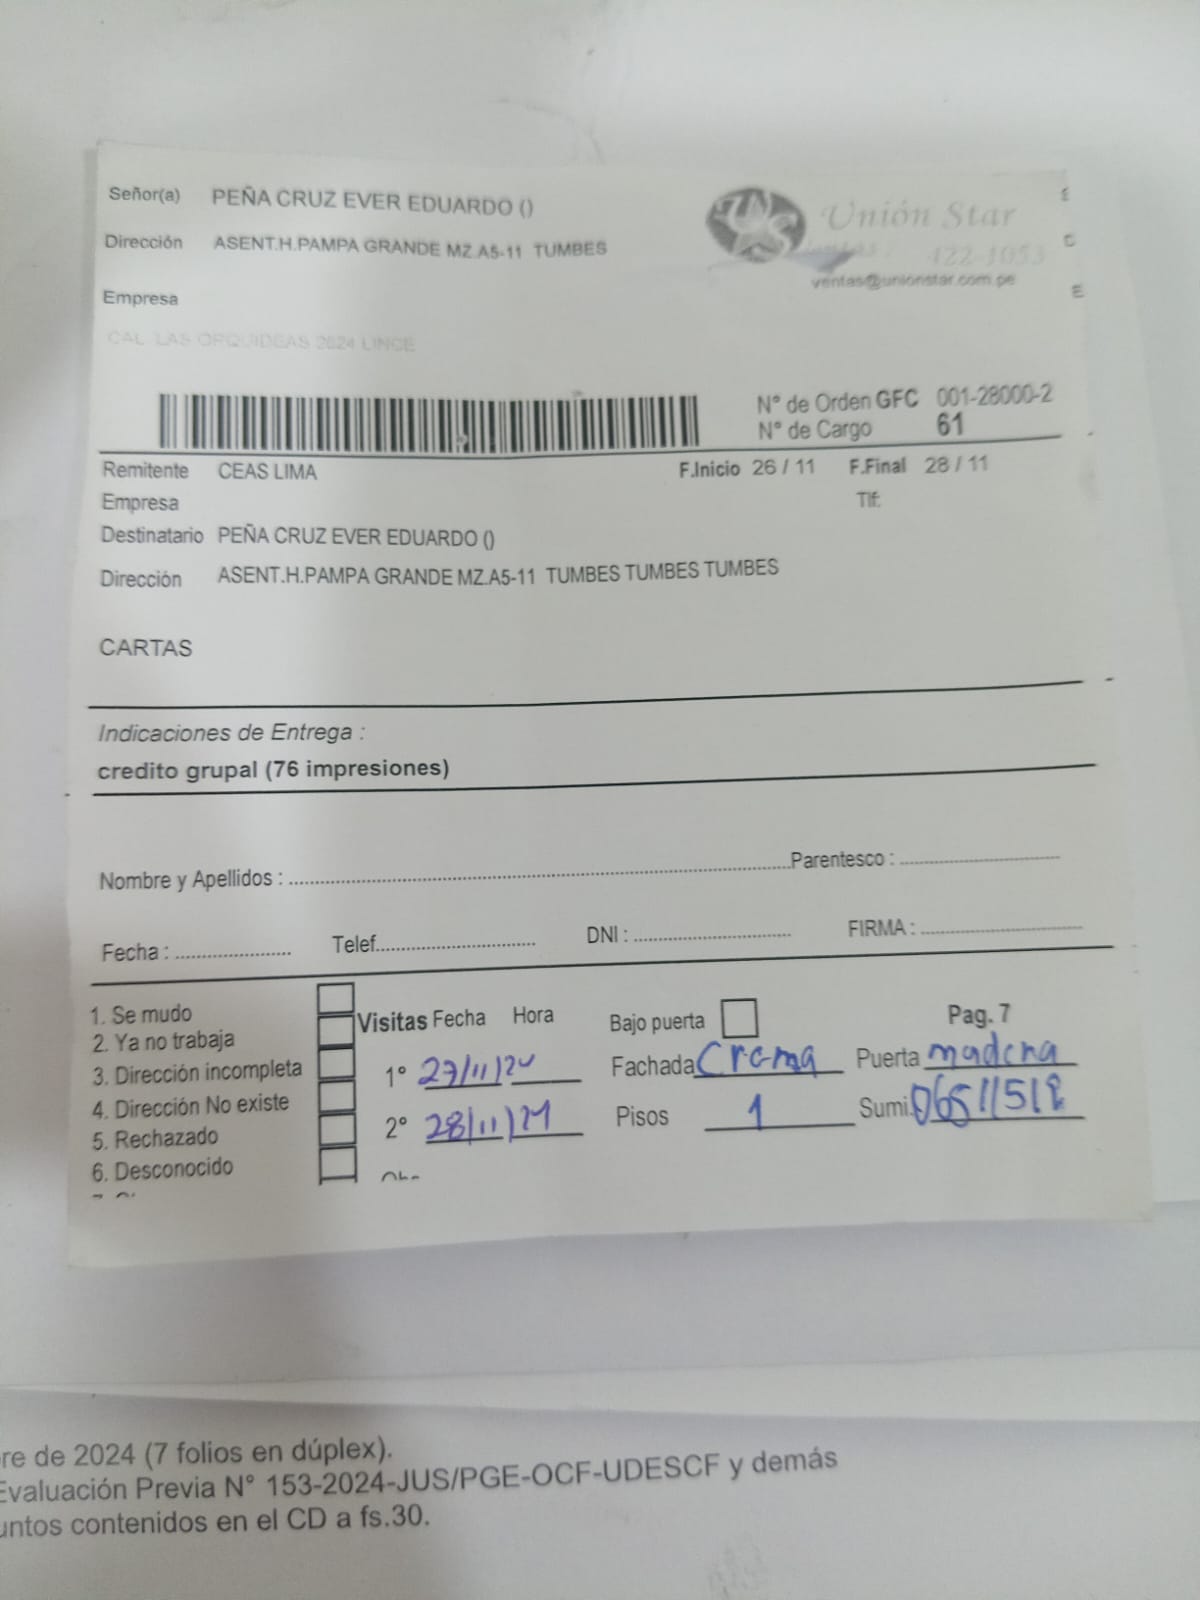 Señor(a) PEÑA CRUZ EVER EDUARDO ()
Dirección ASENT.H.PAMPA GRANDE MZ.A5-11 TUMBES
Unión Star
422-1053
ventas@unionstar.com.pe
Empresa
CAL. LAS ORQUIDEAS 2624 LINCE
N° de Orden GFC 001-28000-2
N° de Cargo 61
Remitente CEAS LIMA F.Inicio 26 / 11 F.Final 28 / 11
Empresa Tlf:
Destinatario PEÑA CRUZ EVER EDUARDO ()
Dirección ASENT.H.PAMPA GRANDE MZ.A5-11 TUMBES TUMBES TUMBES
CARTAS
Indicaciones de Entrega :
credito grupal (76 impresiones)
Nombre y Apellidos : Parentesco :
Fecha : Telef. DNI : FIRMA :
1. Se mudo
2. Ya no trabaja
3. Dirección incompleta
4. Dirección No existe
5. Rechazado
6. Desconocido
Visitas Fecha Hora
1° 27/11/24
2° 28/11/24
Bajo puerta Pag. 7
Fachada Crema Puerta madera
Pisos 1 Sumi.
re de 2024 (7 folios en dúplex).
Evaluación Previa N° 153-2024-JUS/PGE-OCF-UDESCF y demás
untos contenidos en el CD a fs.30.